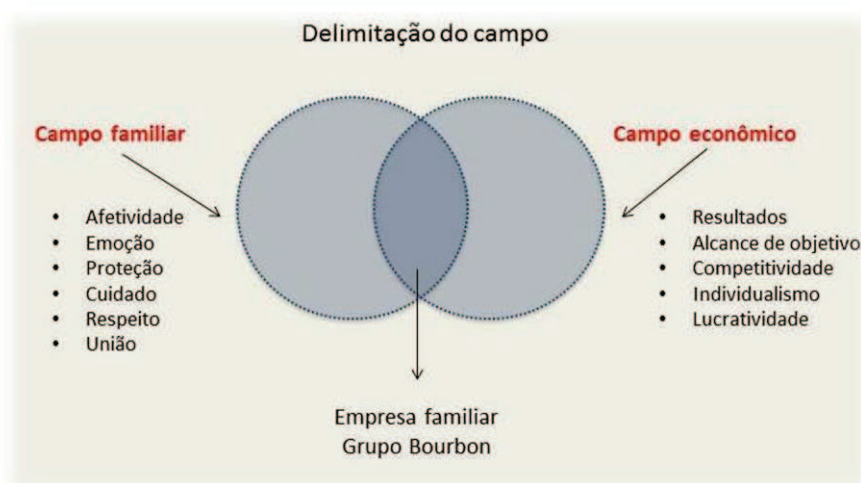 Delimitação do campo
Campo familiar
• Afetividade
• Emoção
• Proteção
• Cuidado
• Respeito
• União
Campo econômico
• Resultados
• Alcance de objetivo
• Competitividade
• Individualismo
• Lucratividade
Empresa familiar
Grupo Bourbon